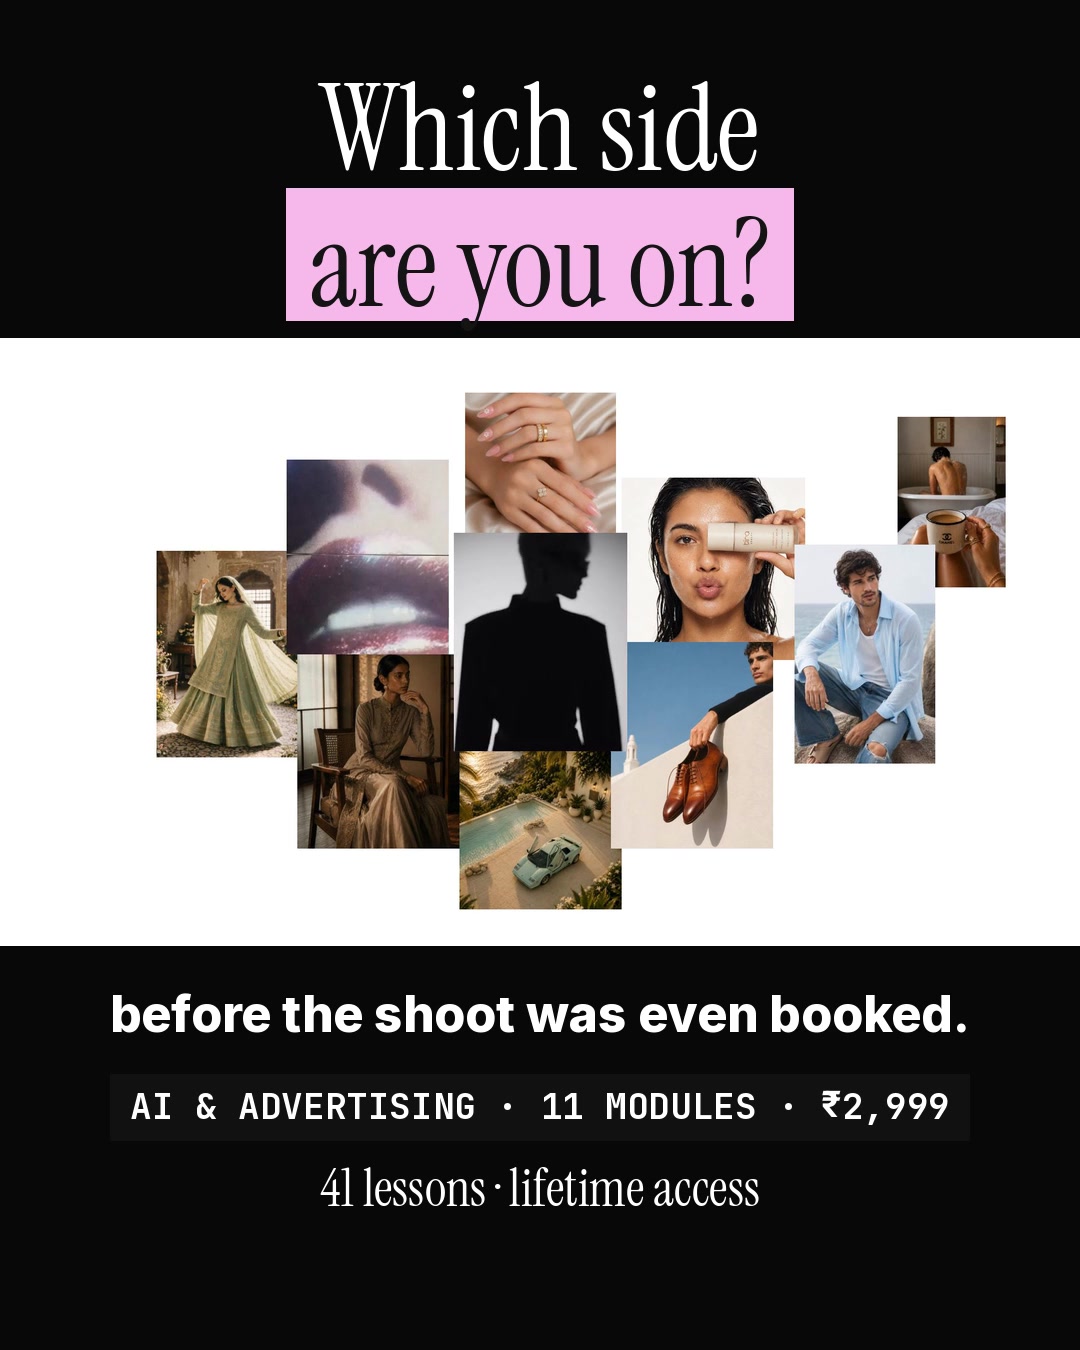 Which side
are you on?
before the shoot was even booked.
AI & ADVERTISING · 11 MODULES · ₹2,999
41 lessons · lifetime access